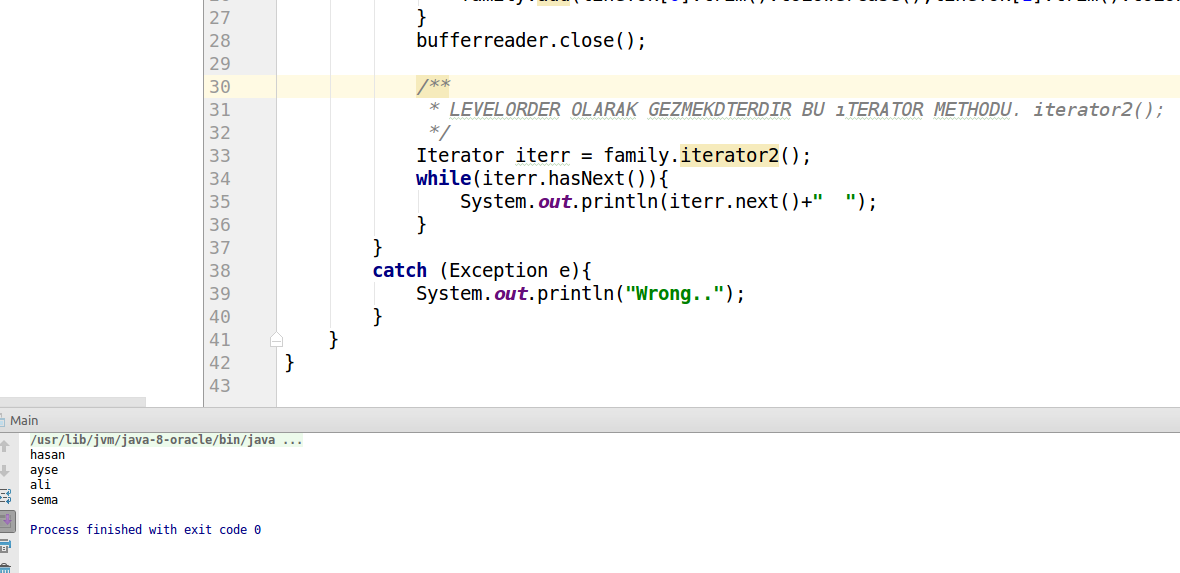 27 }
28 bufferreader.close();
29
30 /**
31 * LEVELORDER OLARAK GEZMEKDTERDIR BU ıTERATOR METHODU. iterator2();
32 */
33 Iterator iterr = family.iterator2();
34 while(iterr.hasNext()){
35 System.out.println(iterr.next()+"  ");
36 }
37 }
38 catch (Exception e){
39 System.out.println("Wrong..");
40 }
41 }
42 }
43
Main
/usr/lib/jvm/java-8-oracle/bin/java ...
hasan
ayse
ali
sema
Process finished with exit code 0